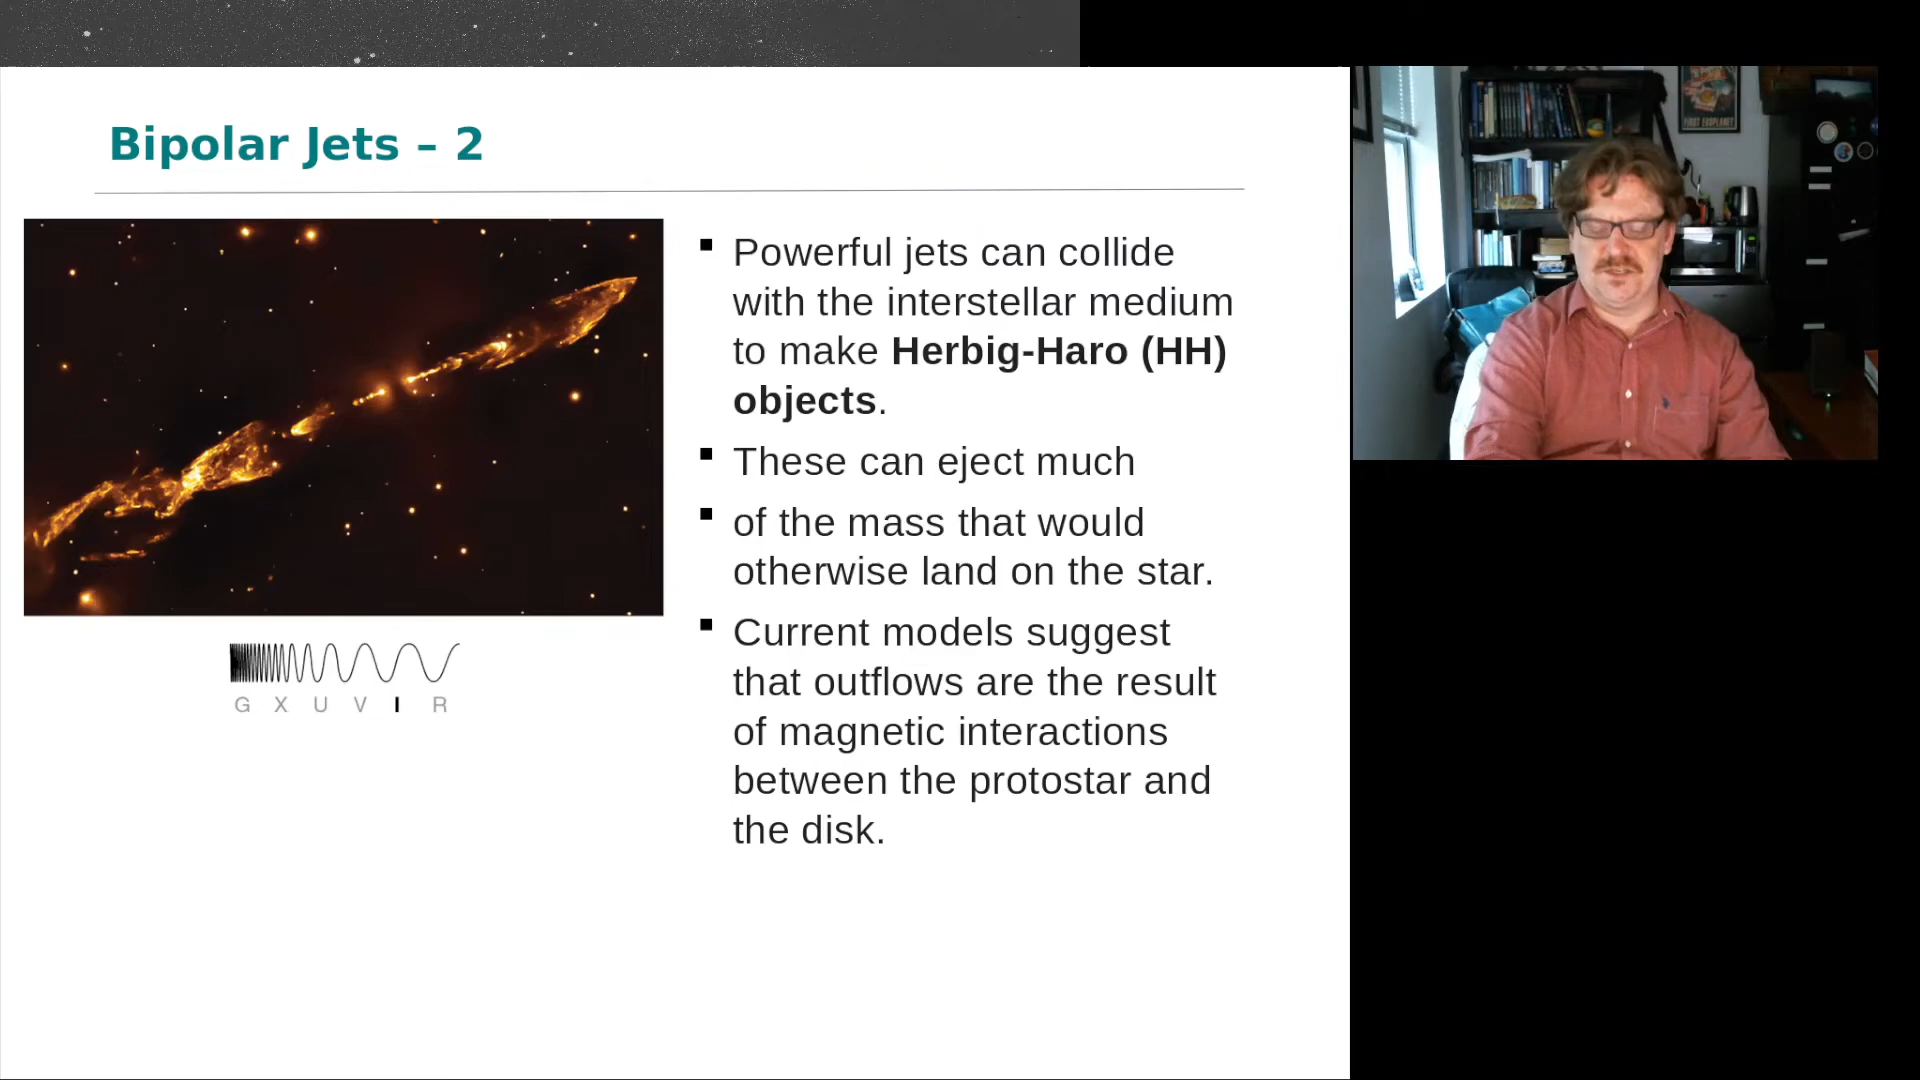 Bipolar Jets – 2
▪ Powerful jets can collide
with the interstellar medium
to make Herbig-Haro (HH)
objects.
▪ These can eject much
▪ of the mass that would
otherwise land on the star.
▪ Current models suggest
that outflows are the result
of magnetic interactions
between the protostar and
the disk.
G X U V I R
FIRST EXOPLANET